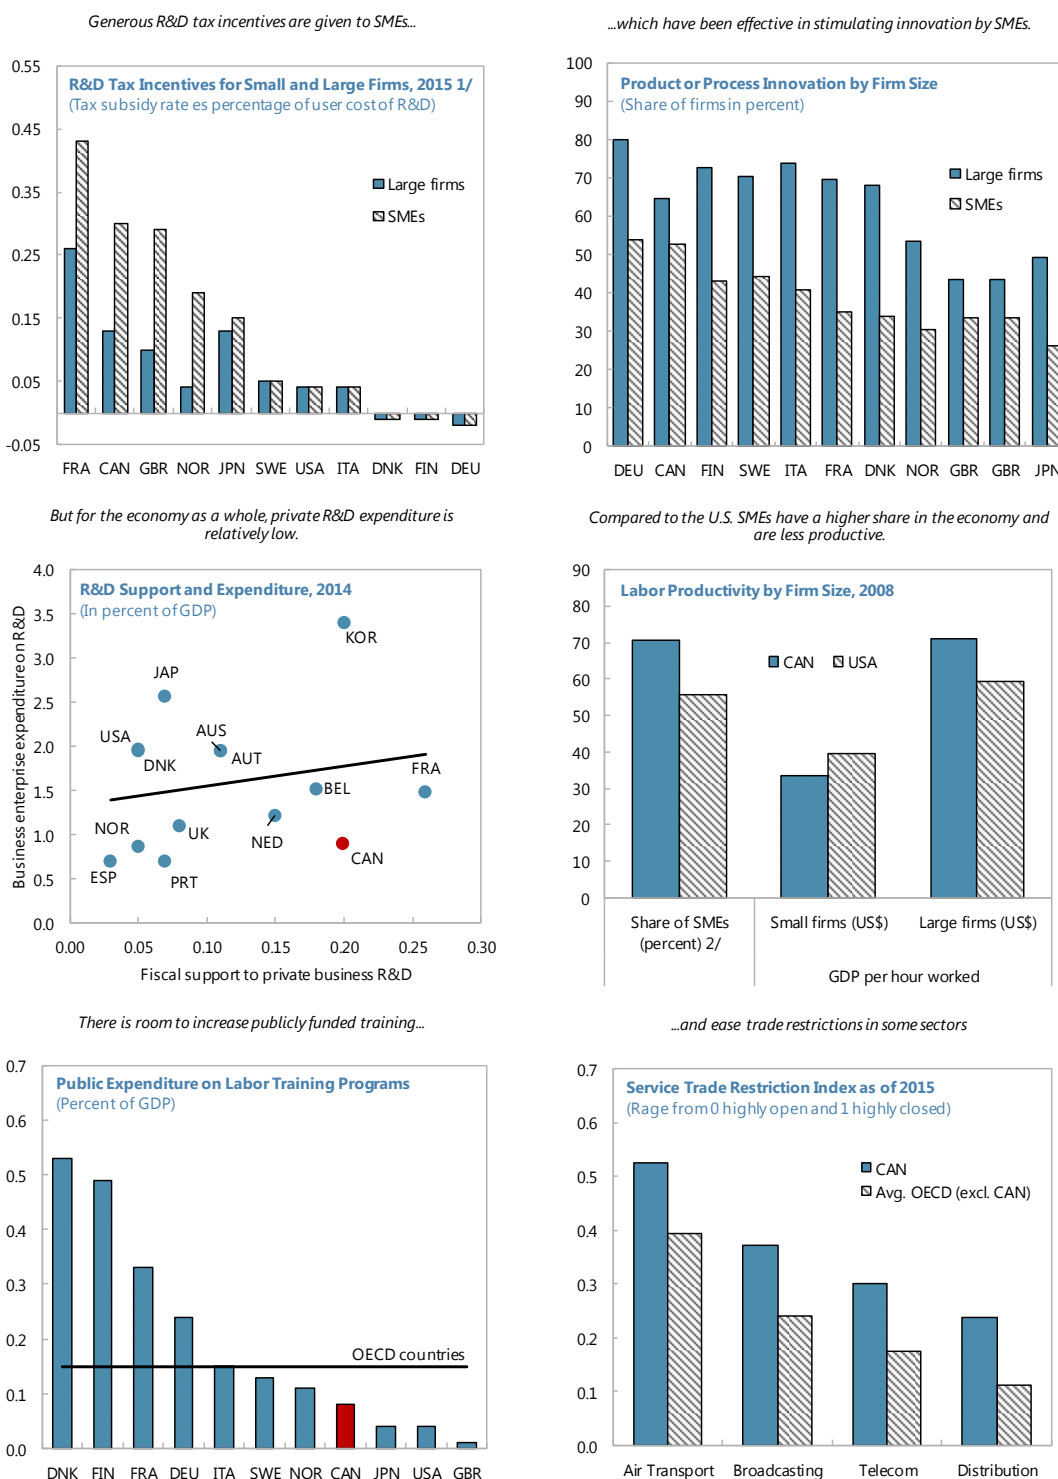 Generous R&D tax incentives are given to SMEs...
R&D Tax Incentives for Small and Large Firms, 2015 1/
(Tax subsidy rate es percentage of user cost of R&D)
0.55
0.45
0.35
0.25
0.15
0.05
-0.05
Large firms
SMEs
FRA CAN GBR NOR JPN SWE USA ITA DNK FIN DEU
...which have been effective in stimulating innovation by SMEs.
Product or Process Innovation by Firm Size
(Share of firms in percent)
100
90
80
70
60
50
40
30
20
10
0
Large firms
SMEs
DEU CAN FIN SWE ITA FRA DNK NOR GBR GBR JPN
But for the economy as a whole, private R&D expenditure is
relatively low.
R&D Support and Expenditure, 2014
(In percent of GDP)
Business enterprise expenditure on R&D
4.0
3.5
3.0
2.5
2.0
1.5
1.0
0.5
0.0
KOR
JAP
USA
DNK
AUS
AUT
FRA
BEL
NOR
UK
NED
CAN
ESP
PRT
0.00 0.05 0.10 0.15 0.20 0.25 0.30
Fiscal support to private business R&D
Compared to the U.S. SMEs have a higher share in the economy and
are less productive.
Labor Productivity by Firm Size, 2008
90
80
70
60
50
40
30
20
10
0
CAN USA
Share of SMEs
(percent) 2/
Small firms (US$) Large firms (US$)
GDP per hour worked
There is room to increase publicly funded training...
Public Expenditure on Labor Training Programs
(Percent of GDP)
0.7
0.6
0.5
0.4
0.3
0.2
0.1
0.0
OECD countries
DNK FIN FRA DEU ITA SWE NOR CAN JPN USA GBR
...and ease trade restrictions in some sectors
Service Trade Restriction Index as of 2015
(Rage from 0 highly open and 1 highly closed)
0.7
0.6
0.5
0.4
0.3
0.2
0.1
0.0
CAN
Avg. OECD (excl. CAN)
Air Transport Broadcasting Telecom Distribution